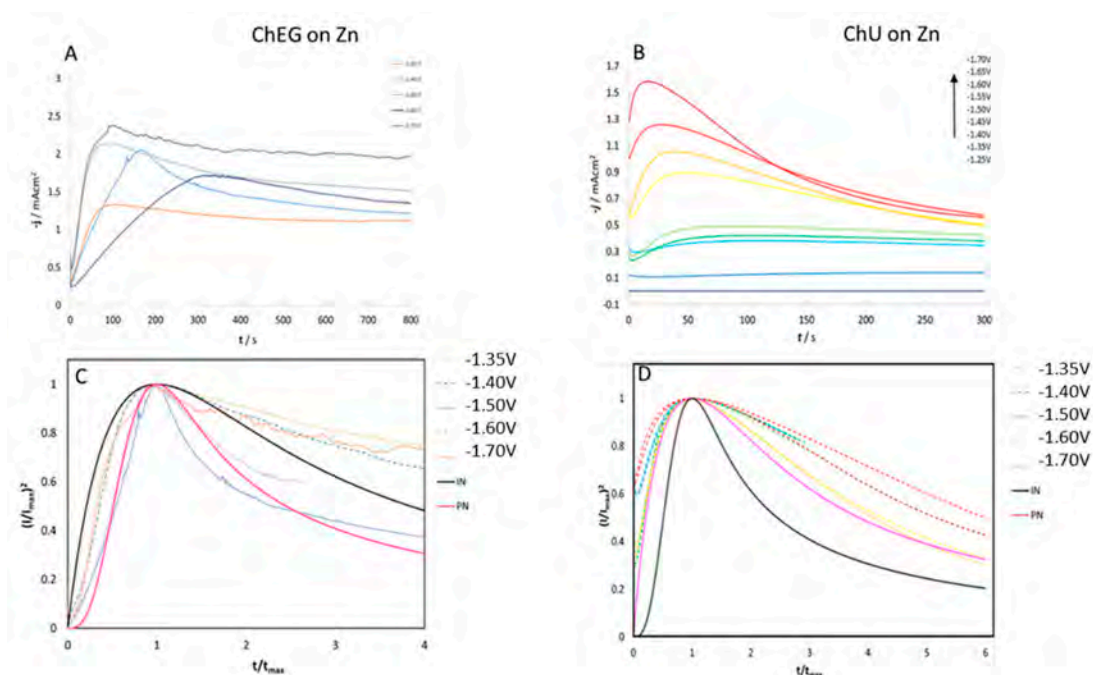 ChEG on Zn
A
3
2.5
2
1.5
1
0.5
0
-j / mAcm²
0 100 200 300 400 500 600 700 800
t / s
ChU on Zn
B
1.7
1.5
1.3
1.1
0.9
0.7
0.5
0.3
0.1
-0.1
-j / mAcm²
0 50 100 150 200 250 300
t / s
-1.70V
-1.65V
-1.60V
-1.55V
-1.50V
-1.45V
-1.40V
-1.35V
-1.25V
C
1
0.8
0.6
0.4
0.2
0
(I/Imax)²
0 1 2 3 4
t/tmax
-1.35V
-1.40V
-1.50V
-1.60V
-1.70V
IN
PN
D
1
0.8
0.6
0.4
0.2
0
(I/Imax)²
0 1 2 3 4 5 6
t/tmax
-1.35V
-1.40V
-1.50V
-1.60V
-1.70V
IN
PN